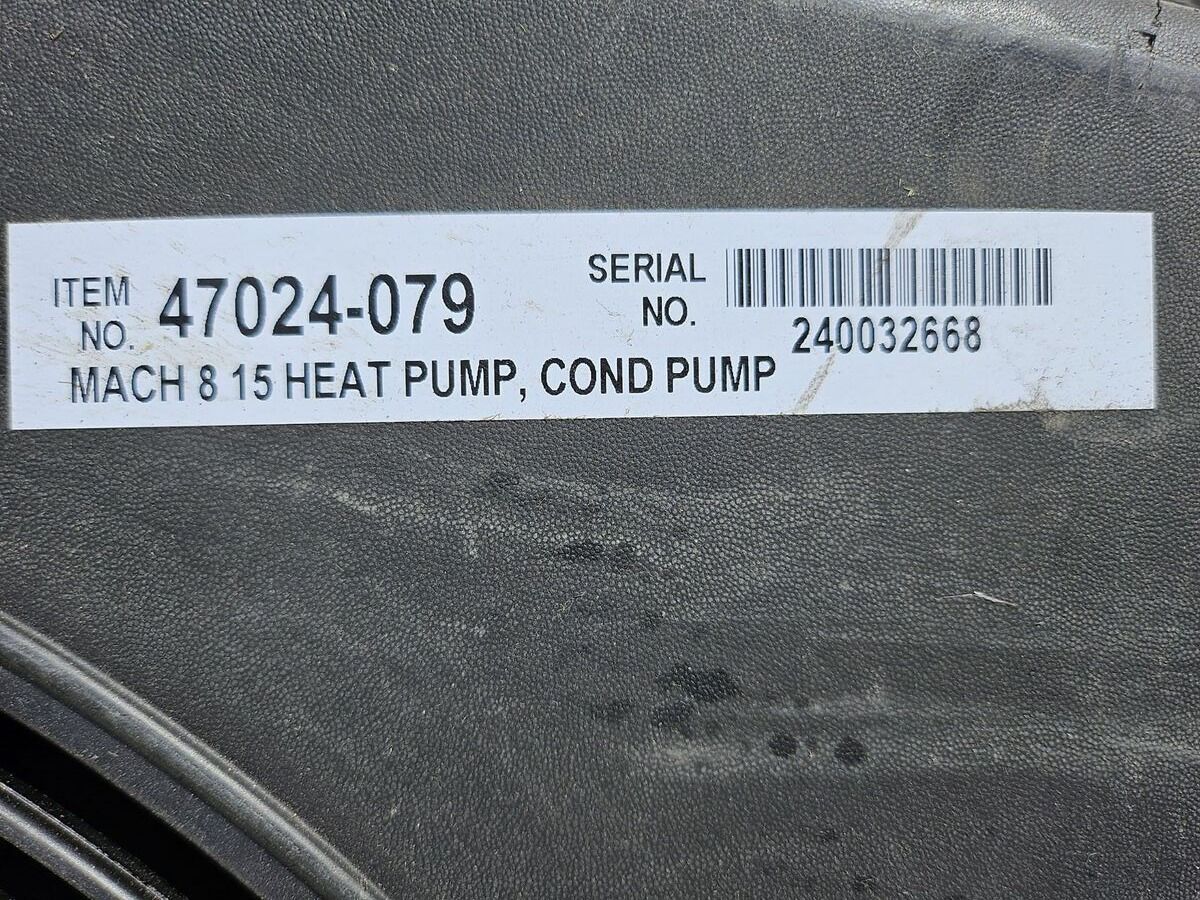 ITEM NO. 47024-079
SERIAL NO. 240032668
MACH 8 15 HEAT PUMP, COND PUMP